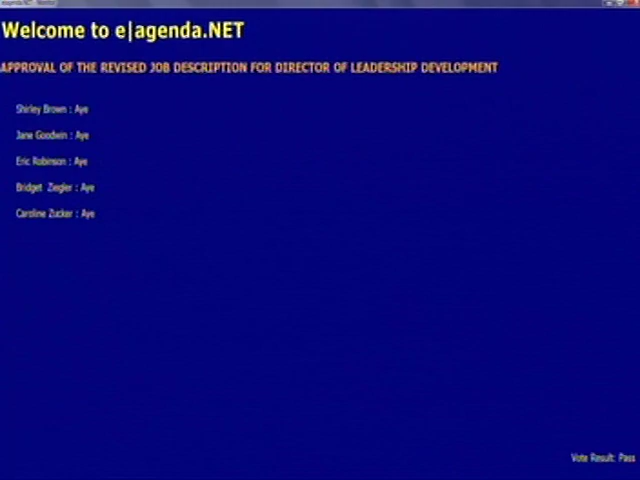 Welcome to e|agenda.NET
APPROVAL OF THE REVISED JOB DESCRIPTION FOR DIRECTOR OF LEADERSHIP DEVELOPMENT
Shirley Brown : Aye
Jane Goodwin : Aye
Eric Robinson : Aye
Bridget Ziegler : Aye
Caroline Zucker : Aye
Vote Result: Pass